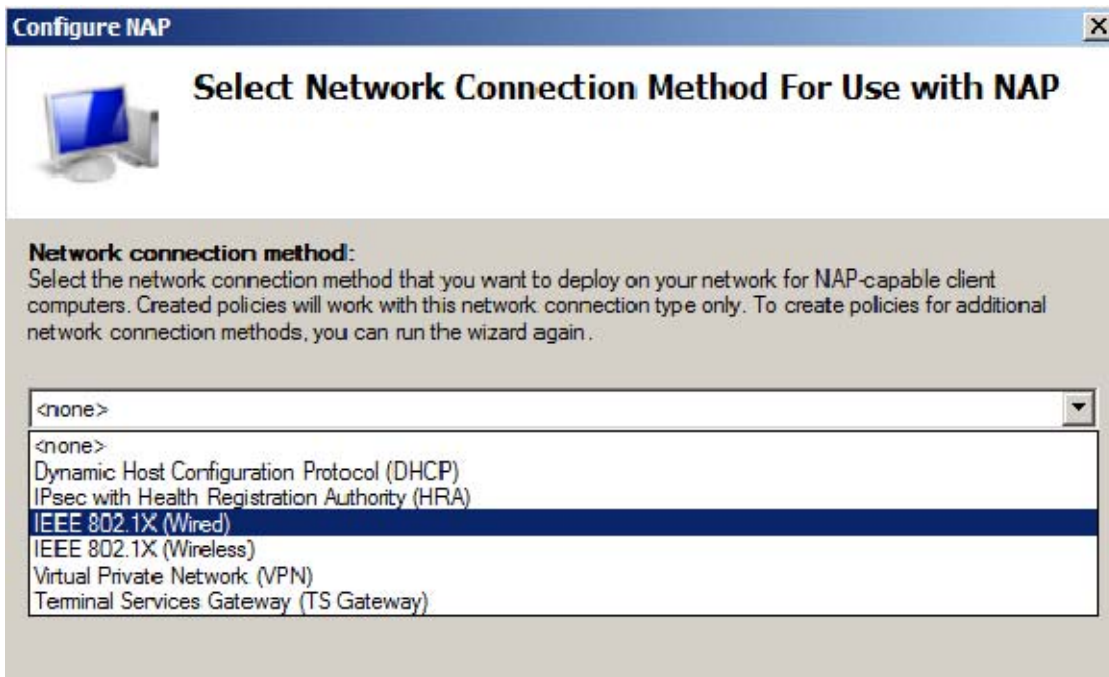 Configure NAP
Select Network Connection Method For Use with NAP
Network connection method:
Select the network connection method that you want to deploy on your network for NAP-capable client
computers. Created policies will work with this network connection type only. To create policies for additional
network connection methods, you can run the wizard again.
<none>
<none>
Dynamic Host Configuration Protocol (DHCP)
IPsec with Health Registration Authority (HRA)
IEEE 802.1X (Wired)
IEEE 802.1X (Wireless)
Virtual Private Network (VPN)
Terminal Services Gateway (TS Gateway)